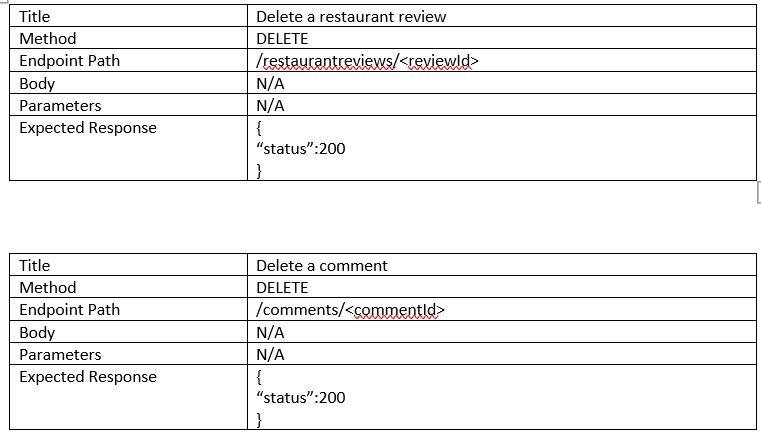 Title Delete a restaurant review
Method DELETE
Endpoint Path /restaurantreviews/<reviewId>
Body N/A
Parameters N/A
Expected Response {
“status”:200
}
Title Delete a comment
Method DELETE
Endpoint Path /comments/<commentId>
Body N/A
Parameters N/A
Expected Response {
“status”:200
}